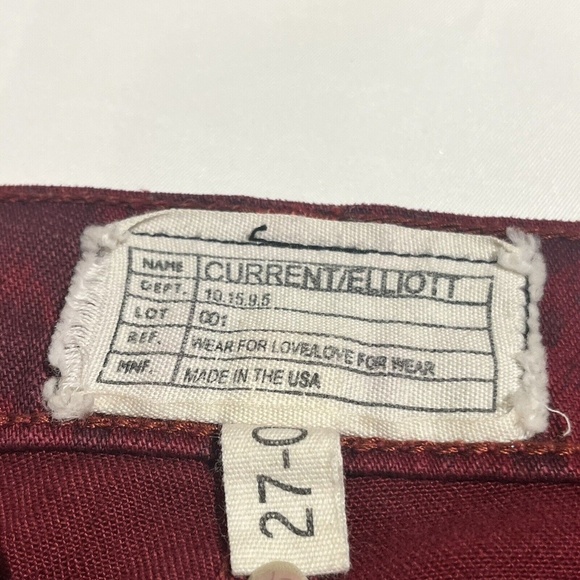 NAME CURRENT/ELLIOTT
DEPT. 10.15.9.5
LOT 001
REF. WEAR FOR LOVE/LOVE FOR WEAR
MNF. MADE IN THE USA
27-0